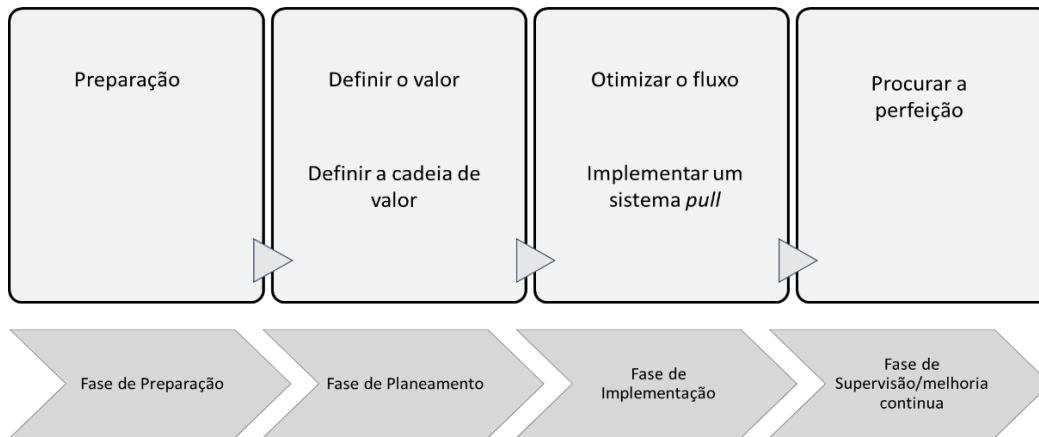 Preparação
Definir o valor
Definir a cadeia de
valor
Otimizar o fluxo
Implementar um
sistema pull
Procurar a
perfeição
Fase de Preparação
Fase de Planeamento
Fase de
Implementação
Fase de
Supervisão/melhoria
continua